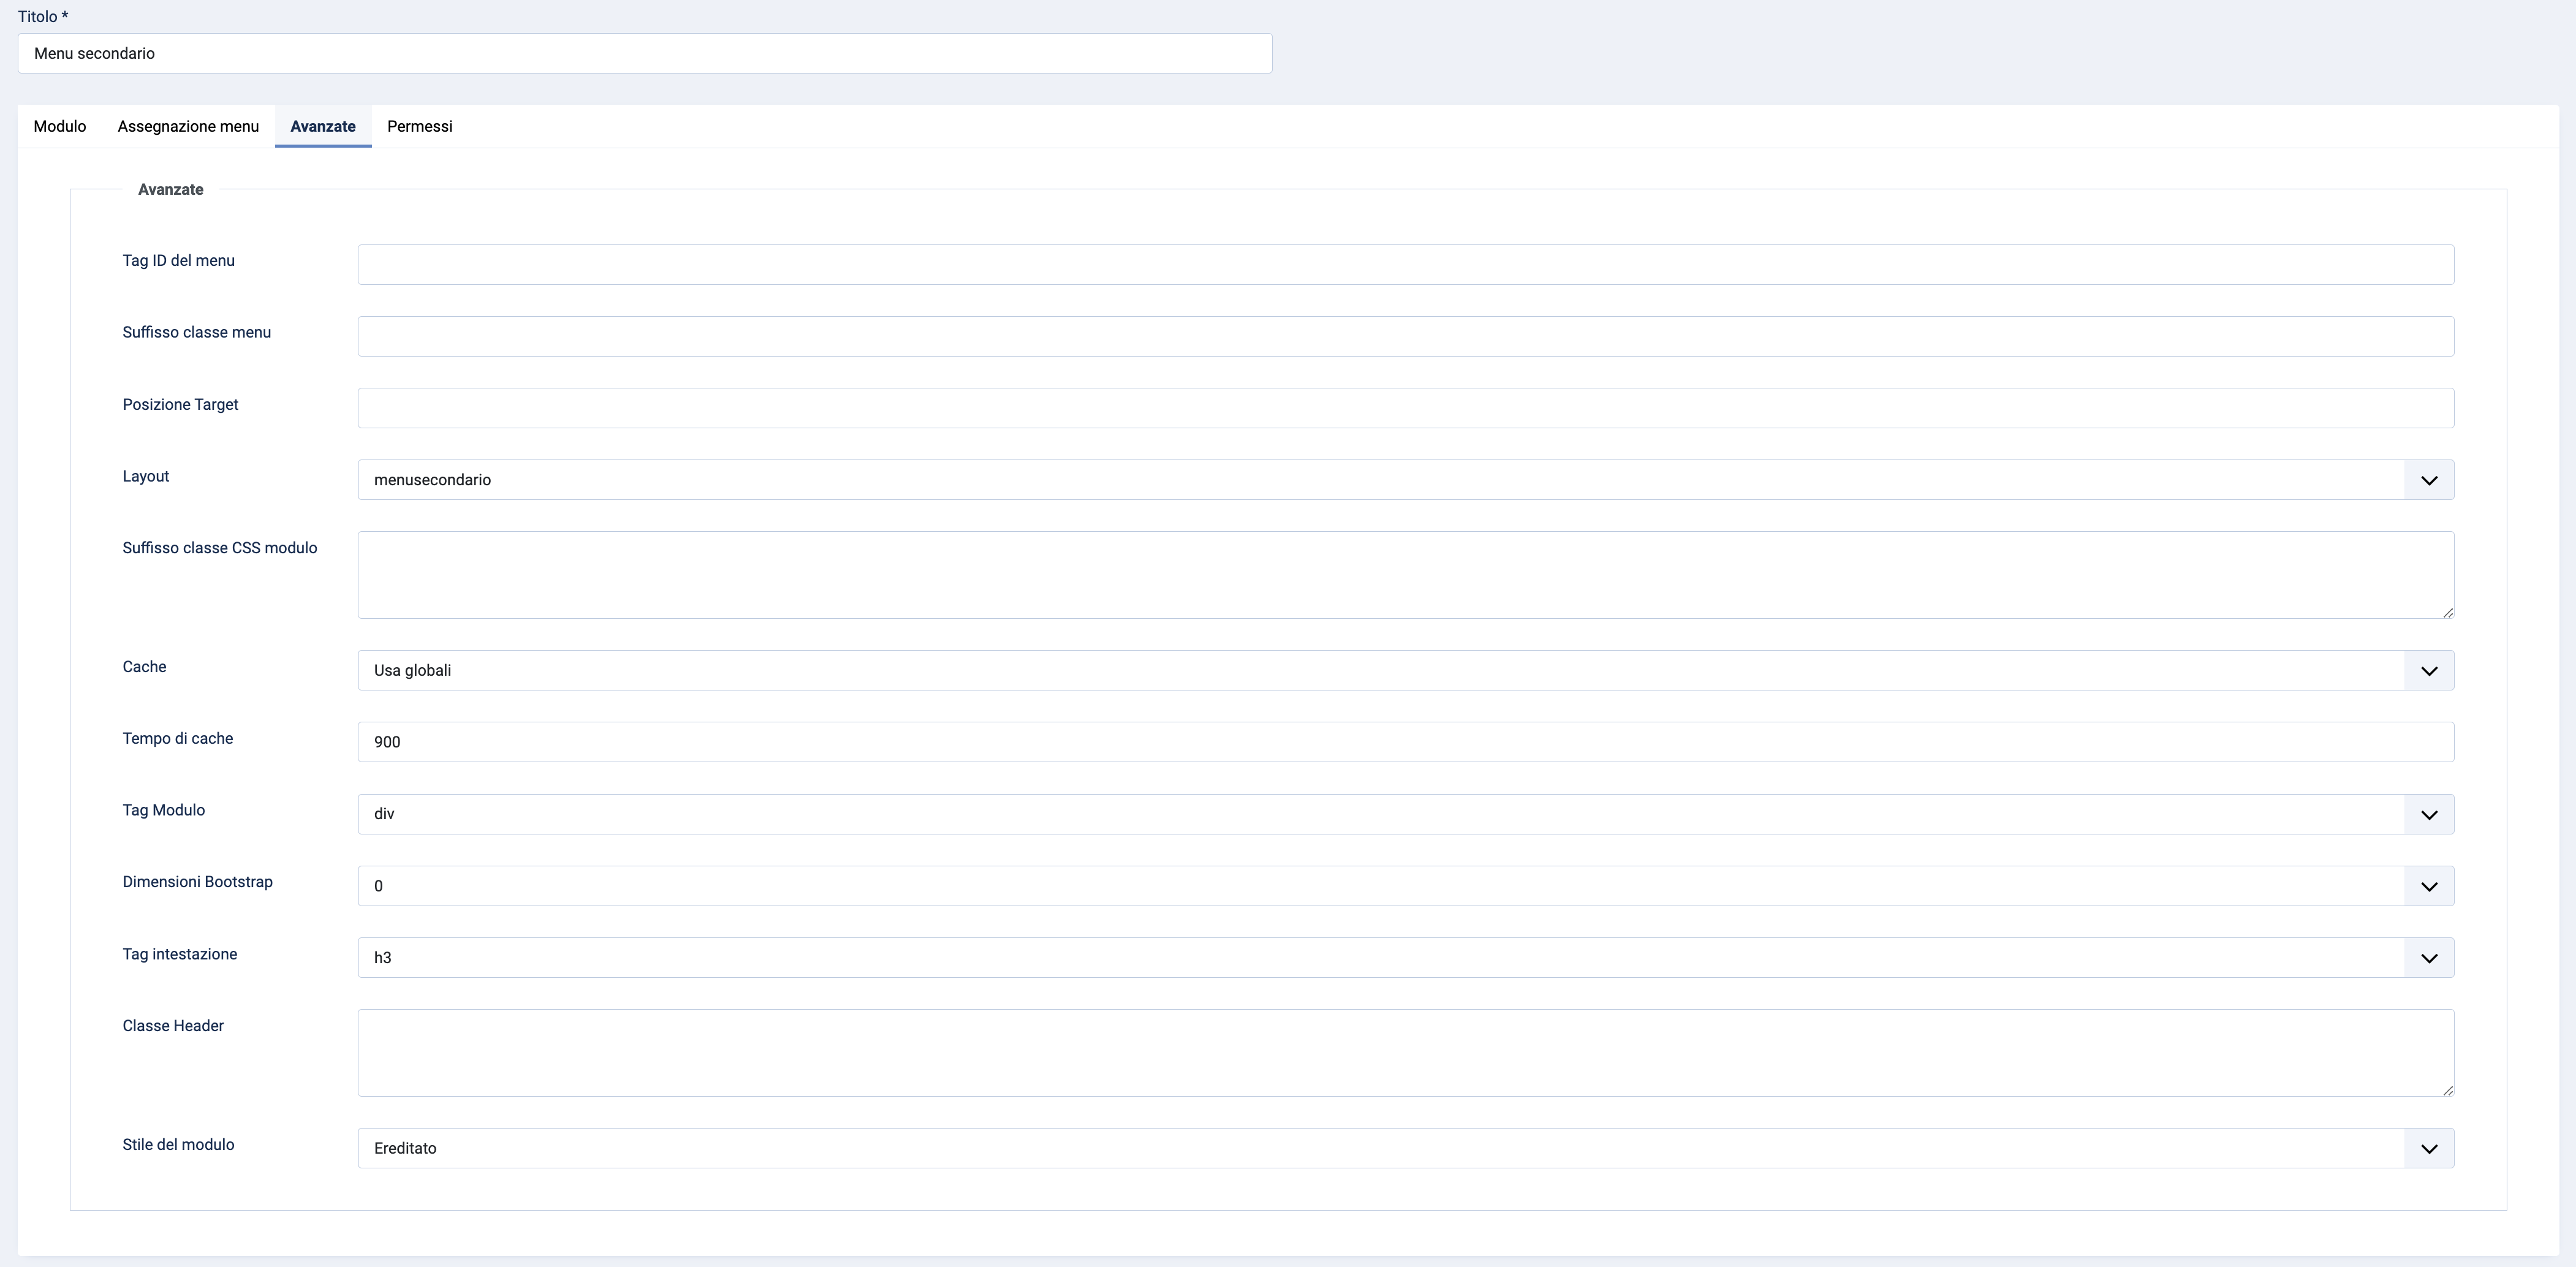 Titolo *
Menu secondario
Modulo Assegnazione menu Avanzate Permessi
Avanzate
Tag ID del menu
Suffisso classe menu
Posizione Target
Layout menusecondario
Suffisso classe CSS modulo
Cache Usa globali
Tempo di cache 900
Tag Modulo div
Dimensioni Bootstrap 0
Tag intestazione h3
Classe Header
Stile del modulo Ereditato